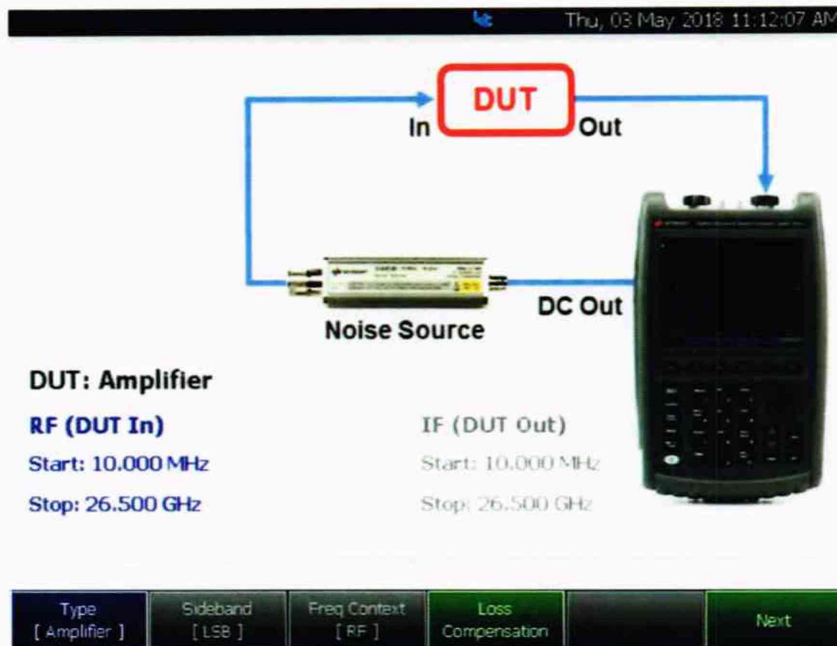 Thu, 03 May 2018 11:12:07 AM
DUT
In
Out
DC Out
Noise Source
DUT: Amplifier
RF (DUT In)
IF (DUT Out)
Start: 10.000 MHz
Start: 10.000 MHz
Stop: 26.500 GHz
Stop: 26.500 GHz
Type
[ Amplifier ]
Sideband
[ LSB ]
Freq Context
[ RF ]
Loss
Compensation
Next